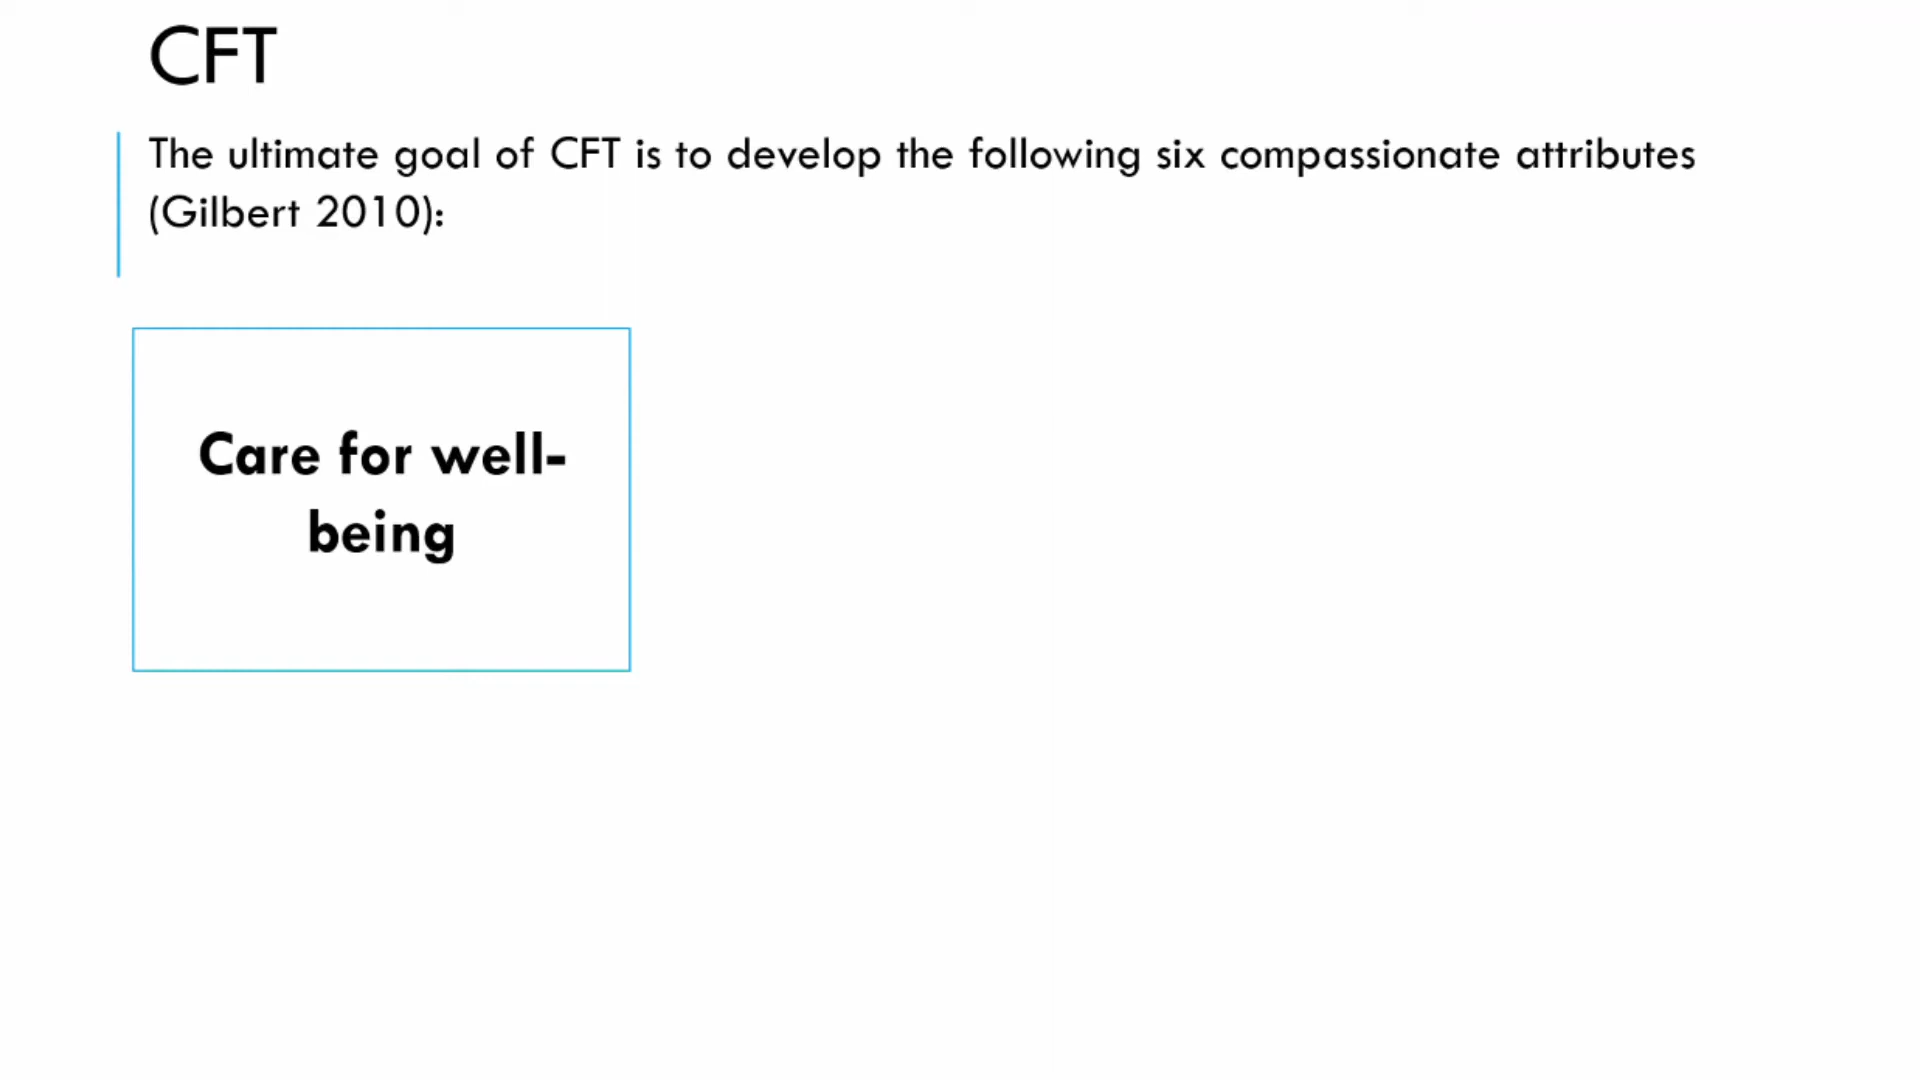 CFT
The ultimate goal of CFT is to develop the following six compassionate attributes
(Gilbert 2010):
Care for well-
being